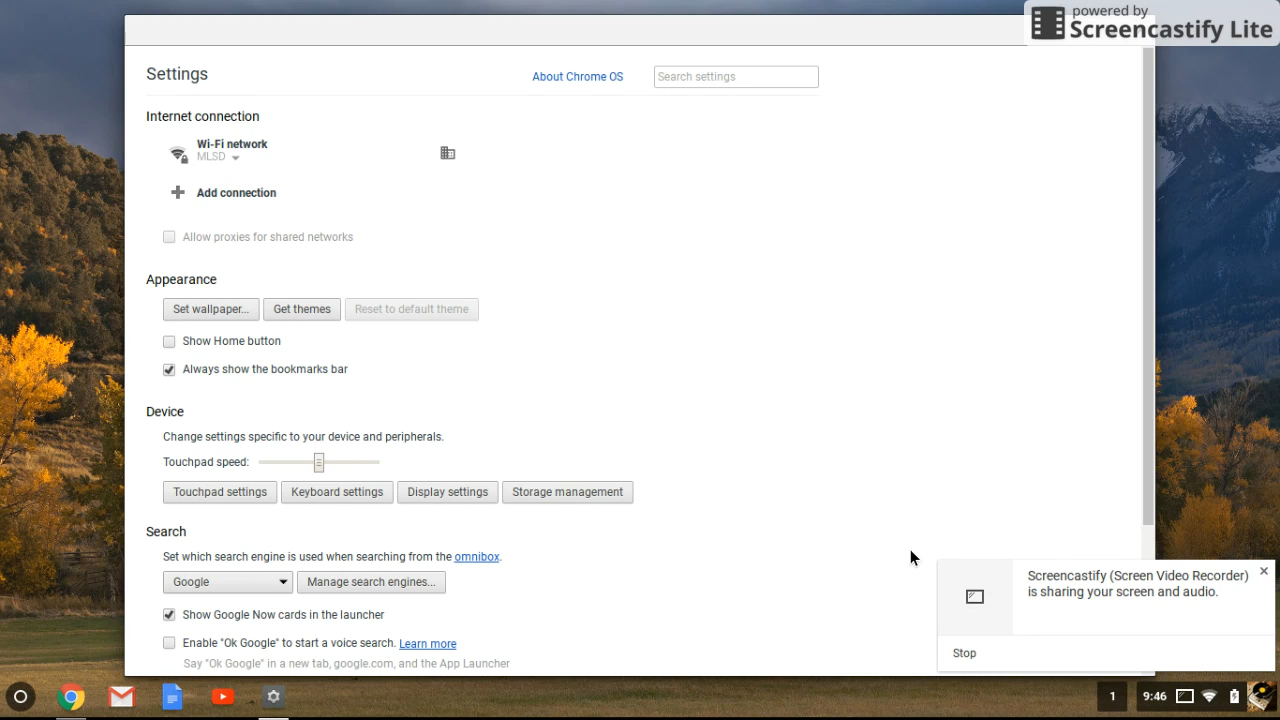 powered by
Screencastify Lite
Settings
About Chrome OS
Search settings
Internet connection
Wi-Fi network
MLSD
Add connection
Allow proxies for shared networks
Appearance
Set wallpaper...
Get themes
Reset to default theme
Show Home button
Always show the bookmarks bar
Device
Change settings specific to your device and peripherals.
Touchpad speed:
Touchpad settings
Keyboard settings
Display settings
Storage management
Search
Set which search engine is used when searching from the omnibox.
Google
Manage search engines...
Show Google Now cards in the launcher
Enable "Ok Google" to start a voice search. Learn more
Say "Ok Google" in a new tab, google.com, and the App Launcher
Screencastify (Screen Video Recorder)
is sharing your screen and audio.
Stop
1
9:46